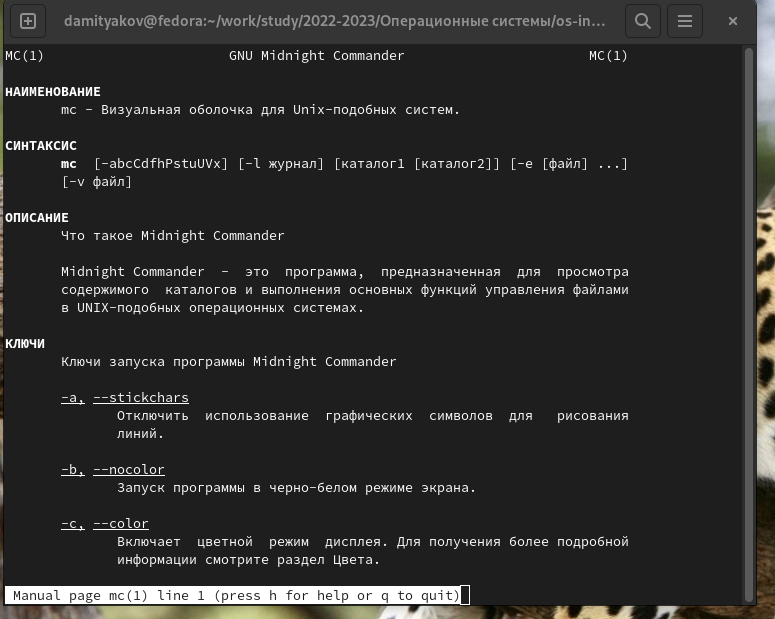 damityakov@fedora:~/work/study/2022-2023/Операционные системы/os-in...
MC(1) GNU Midnight Commander MC(1)
НАИМЕНОВАНИЕ
mc - Визуальная оболочка для Unix-подобных систем.
СИНТАКСИС
mc [-abcCdfhPstuUVx] [-l журнал] [каталог1 [каталог2]] [-e [файл] ...]
[-v файл]
ОПИСАНИЕ
Что такое Midnight Commander
Midnight Commander - это программа, предназначенная для просмотра
содержимого каталогов и выполнения основных функций управления файлами
в UNIX-подобных операционных системах.
КЛЮЧИ
Ключи запуска программы Midnight Commander
-a, --stickchars
Отключить использование графических символов для рисования
линий.
-b, --nocolor
Запуск программы в черно-белом режиме экрана.
-c, --color
Включает цветной режим дисплея. Для получения более подробной
информации смотрите раздел Цвета.
Manual page mc(1) line 1 (press h for help or q to quit)